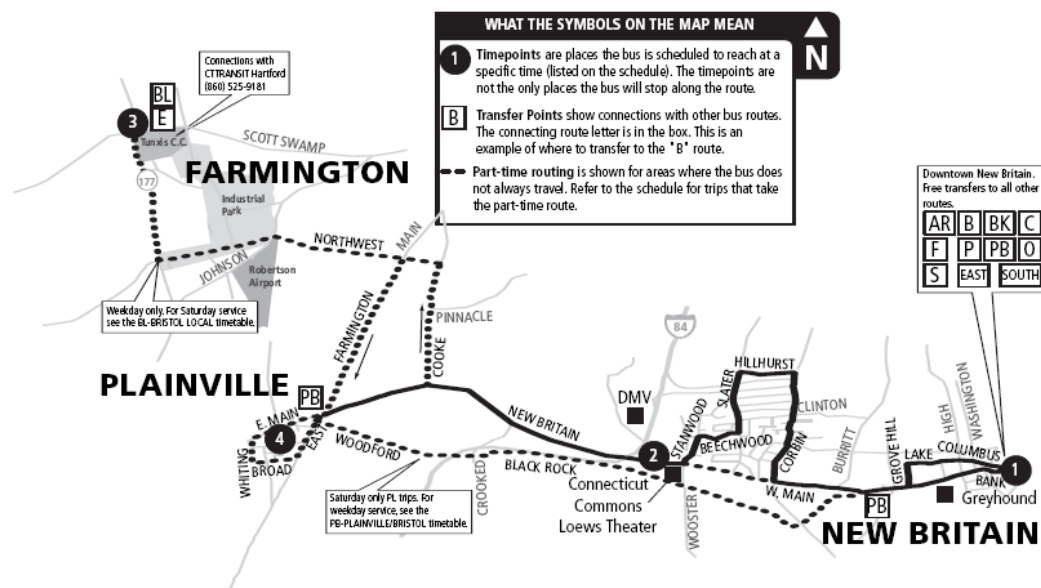 WHAT THE SYMBOLS ON THE MAP MEAN
N
1
Timepoints are places the bus is scheduled to reach at a
specific time (listed on the schedule). The timepoints are
not the only places the bus will stop along the route.
B
Transfer Points show connections with other bus routes.
The connecting route letter is in the box. This is an
example of where to transfer to the "B" route.
Part-time routing is shown for areas where the bus does
not always travel. Refer to the schedule for trips that take
the part-time route.
Connections with
CTTRANSIT Hartford
(860) 525-9181
BL
E
3
Tunxis C.C.
SCOTT SWAMP
FARMINGTON
177
Industrial
Park
NORTHWEST
MAIN
JOHNSON
Robertson
Airport
Weekday only. For Saturday service
see the BL-BRISTOL LOCAL timetable.
FARMINGTON
COOKE
PINNACLE
PLAINVILLE
PB
E. MAIN
4
EAST
WHITING
BROAD
WOODFORD
NEW BRITAIN
BLACK ROCK
CROOKED
Saturday only PL trips. For
weekday service, see the
PB-PLAINVILLE/BRISTOL timetable.
84
DMV
2
Connecticut
Commons
Loews Theater
STANWOOD
SLATER
HILLHURST
BEECHWOOD
CLINTON
CORBIN
WOOSTER
W. MAIN
BURRITT
GROVE HILL
PB
LAKE
COLUMBUS
HIGH
WASHINGTON
BANK
1
Greyhound
NEW BRITAIN
Downtown New Britain.
Free transfers to all other
routes.
AR B BK C
F P PB O
S EAST SOUTH